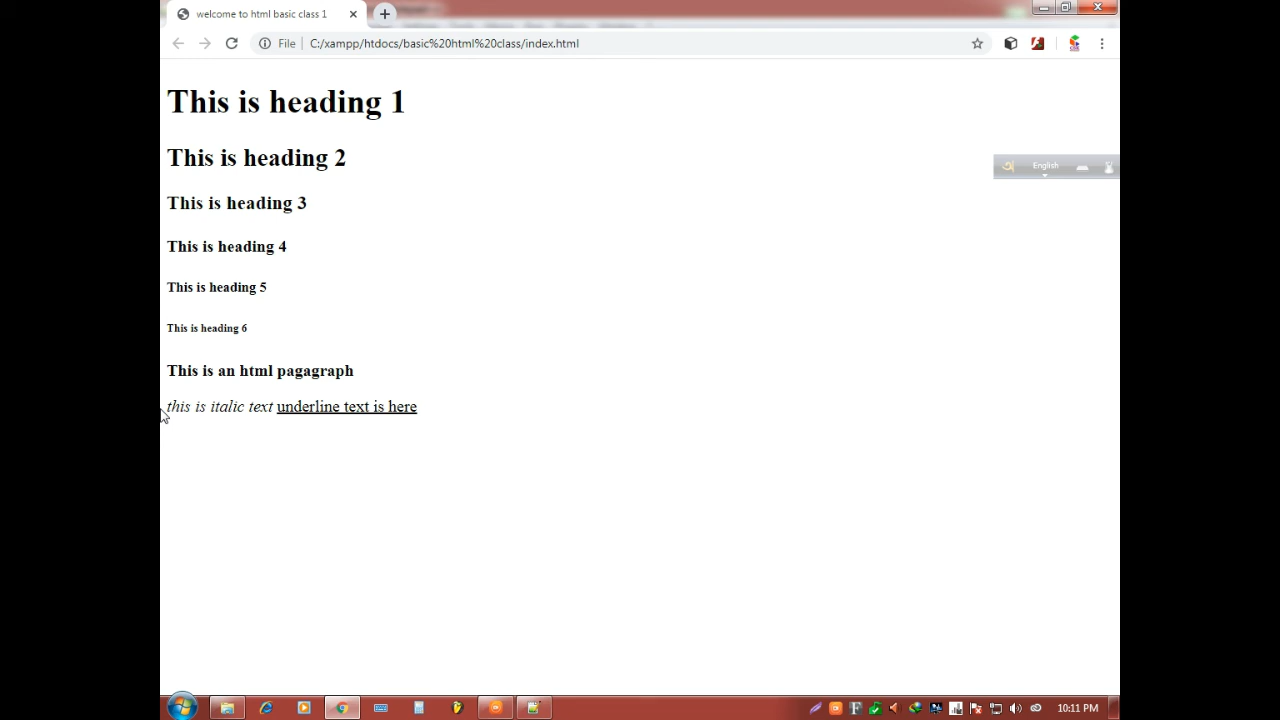 welcome to html basic class 1
File
C:/xampp/htdocs/basic%20html%20class/index.html
This is heading 1
This is heading 2
English
This is heading 3
This is heading 4
This is heading 5
This is heading 6
This is an html pagagraph
this is italic text underline text is here
10:11 PM